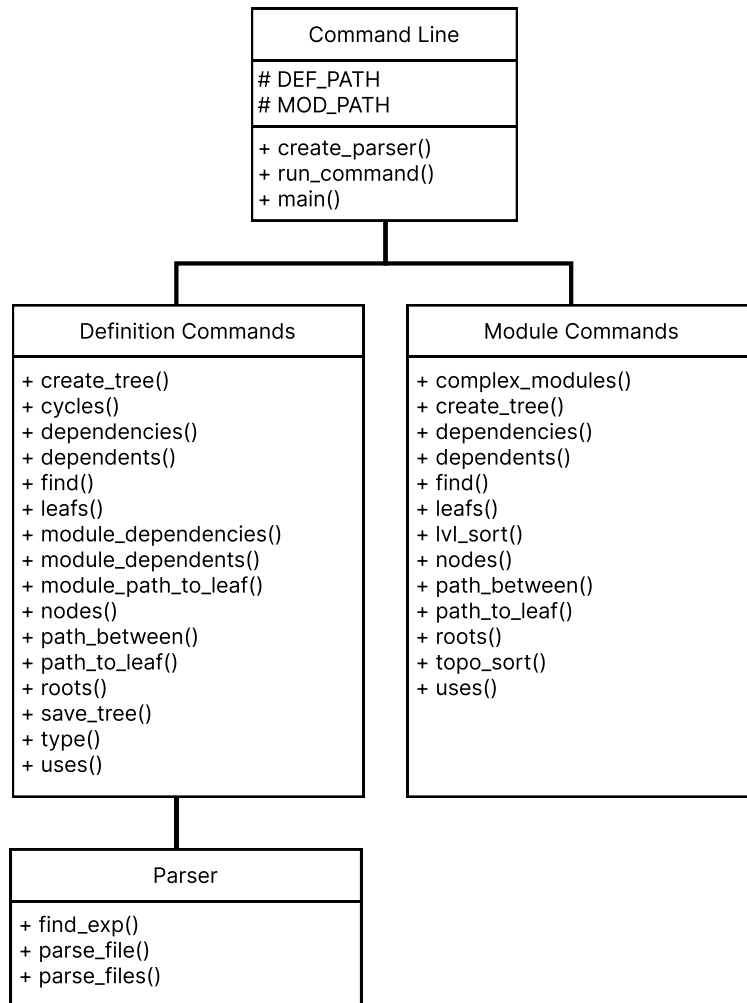 Command Line
# DEF_PATH
# MOD_PATH
+ create_parser()
+ run_command()
+ main()
Definition Commands
+ create_tree()
+ cycles()
+ dependencies()
+ dependents()
+ find()
+ leafs()
+ module_dependencies()
+ module_dependents()
+ module_path_to_leaf()
+ nodes()
+ path_between()
+ path_to_leaf()
+ roots()
+ save_tree()
+ type()
+ uses()
Module Commands
+ complex_modules()
+ create_tree()
+ dependencies()
+ dependents()
+ find()
+ leafs()
+ lvl_sort()
+ nodes()
+ path_between()
+ path_to_leaf()
+ roots()
+ topo_sort()
+ uses()
Parser
+ find_exp()
+ parse_file()
+ parse_files()